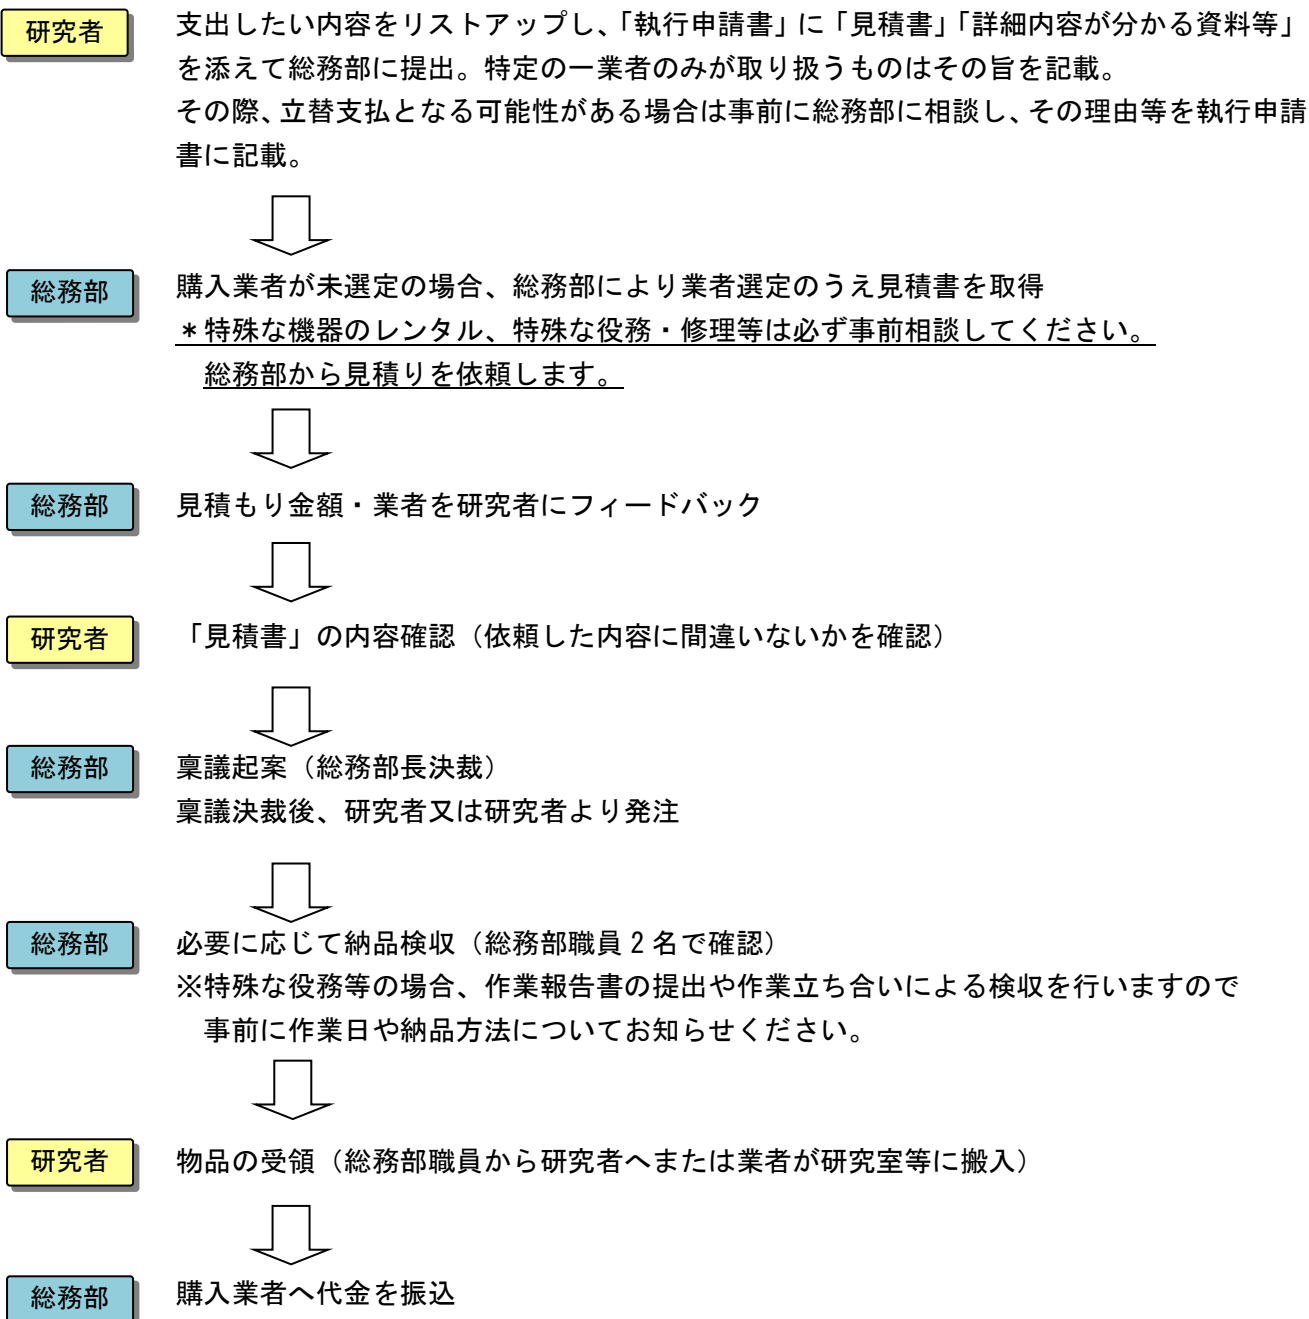 研究者
支出したい内容をリストアップし、「執行申請書」に「見積書」「詳細内容が分かる資料等」
を添えて総務部に提出。特定の一業者のみが取り扱うものはその旨を記載。
その際、立替支払となる可能性がある場合は事前に総務部に相談し、その理由等を執行申請
書に記載。
総務部
購入業者が未選定の場合、総務部により業者選定のうえ見積書を取得
＊特殊な機器のレンタル、特殊な役務・修理等は必ず事前相談してください。
総務部から見積りを依頼します。
総務部
見積もり金額・業者を研究者にフィードバック
研究者
「見積書」の内容確認（依頼した内容に間違いないかを確認）
総務部
稟議起案（総務部長決裁）
稟議決裁後、研究者又は研究者より発注
総務部
必要に応じて納品検収（総務部職員２名で確認）
※特殊な役務等の場合、作業報告書の提出や作業立ち合いによる検収を行いますので
事前に作業日や納品方法についてお知らせください。
研究者
物品の受領（総務部職員から研究者へまたは業者が研究室等に搬入）
総務部
購入業者へ代金を振込